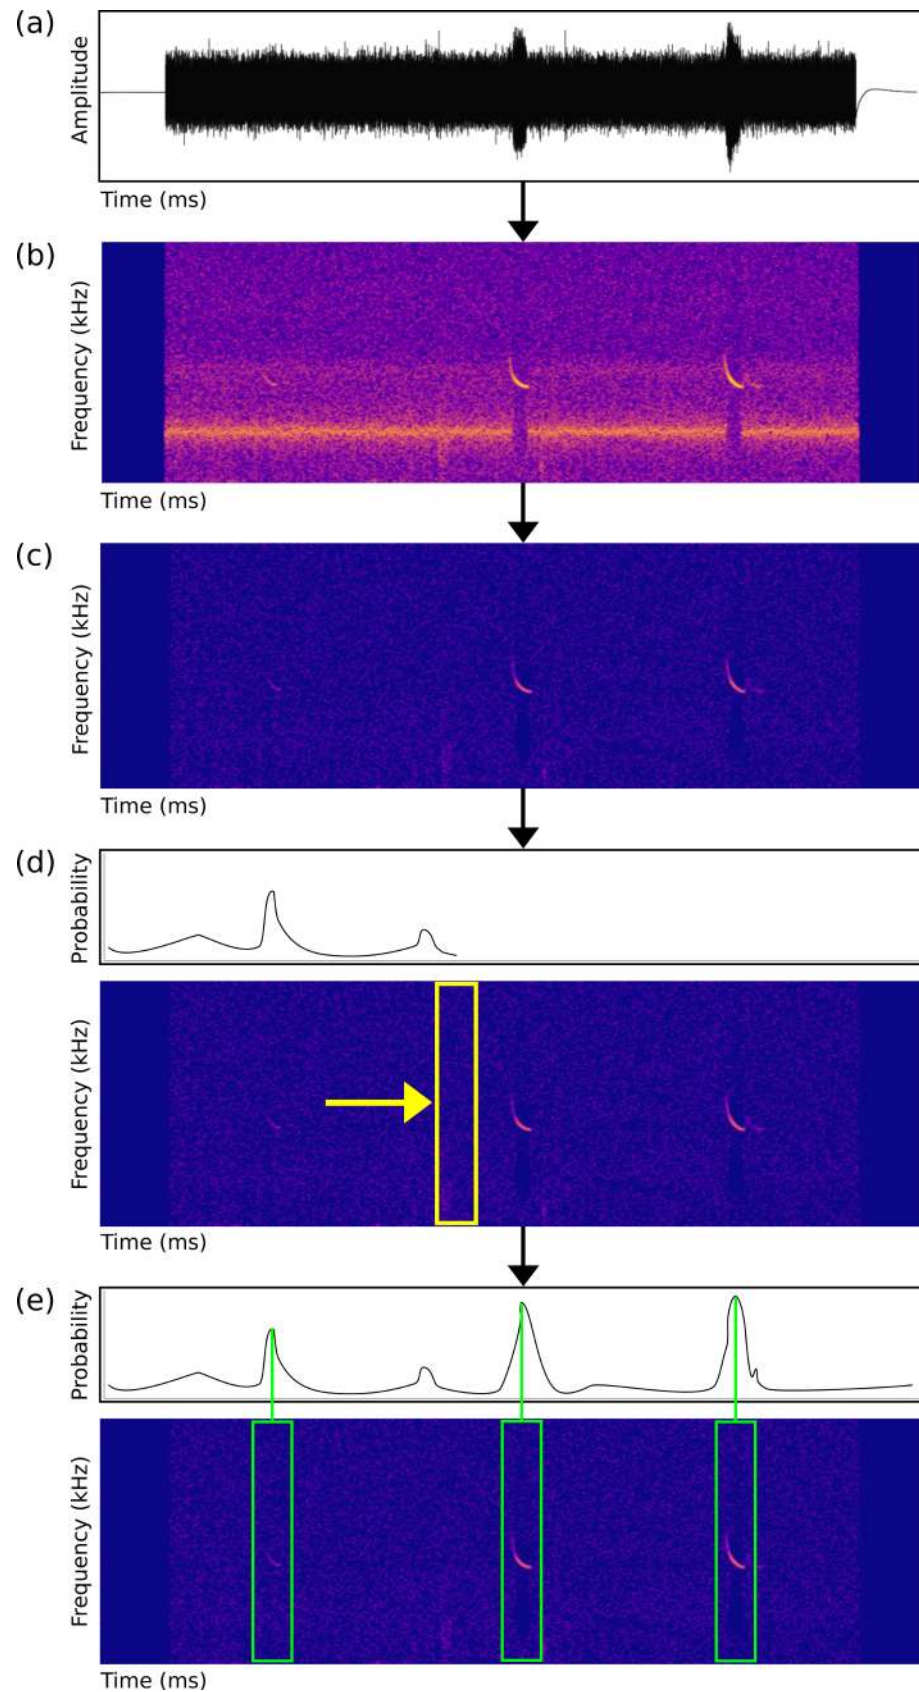 (a)
Amplitude
Time (ms)
(b)
Frequency (kHz)
Time (ms)
(c)
Frequency (kHz)
Time (ms)
(d)
Probability
Frequency (kHz)
Time (ms)
(e)
Probability
Frequency (kHz)
Time (ms)